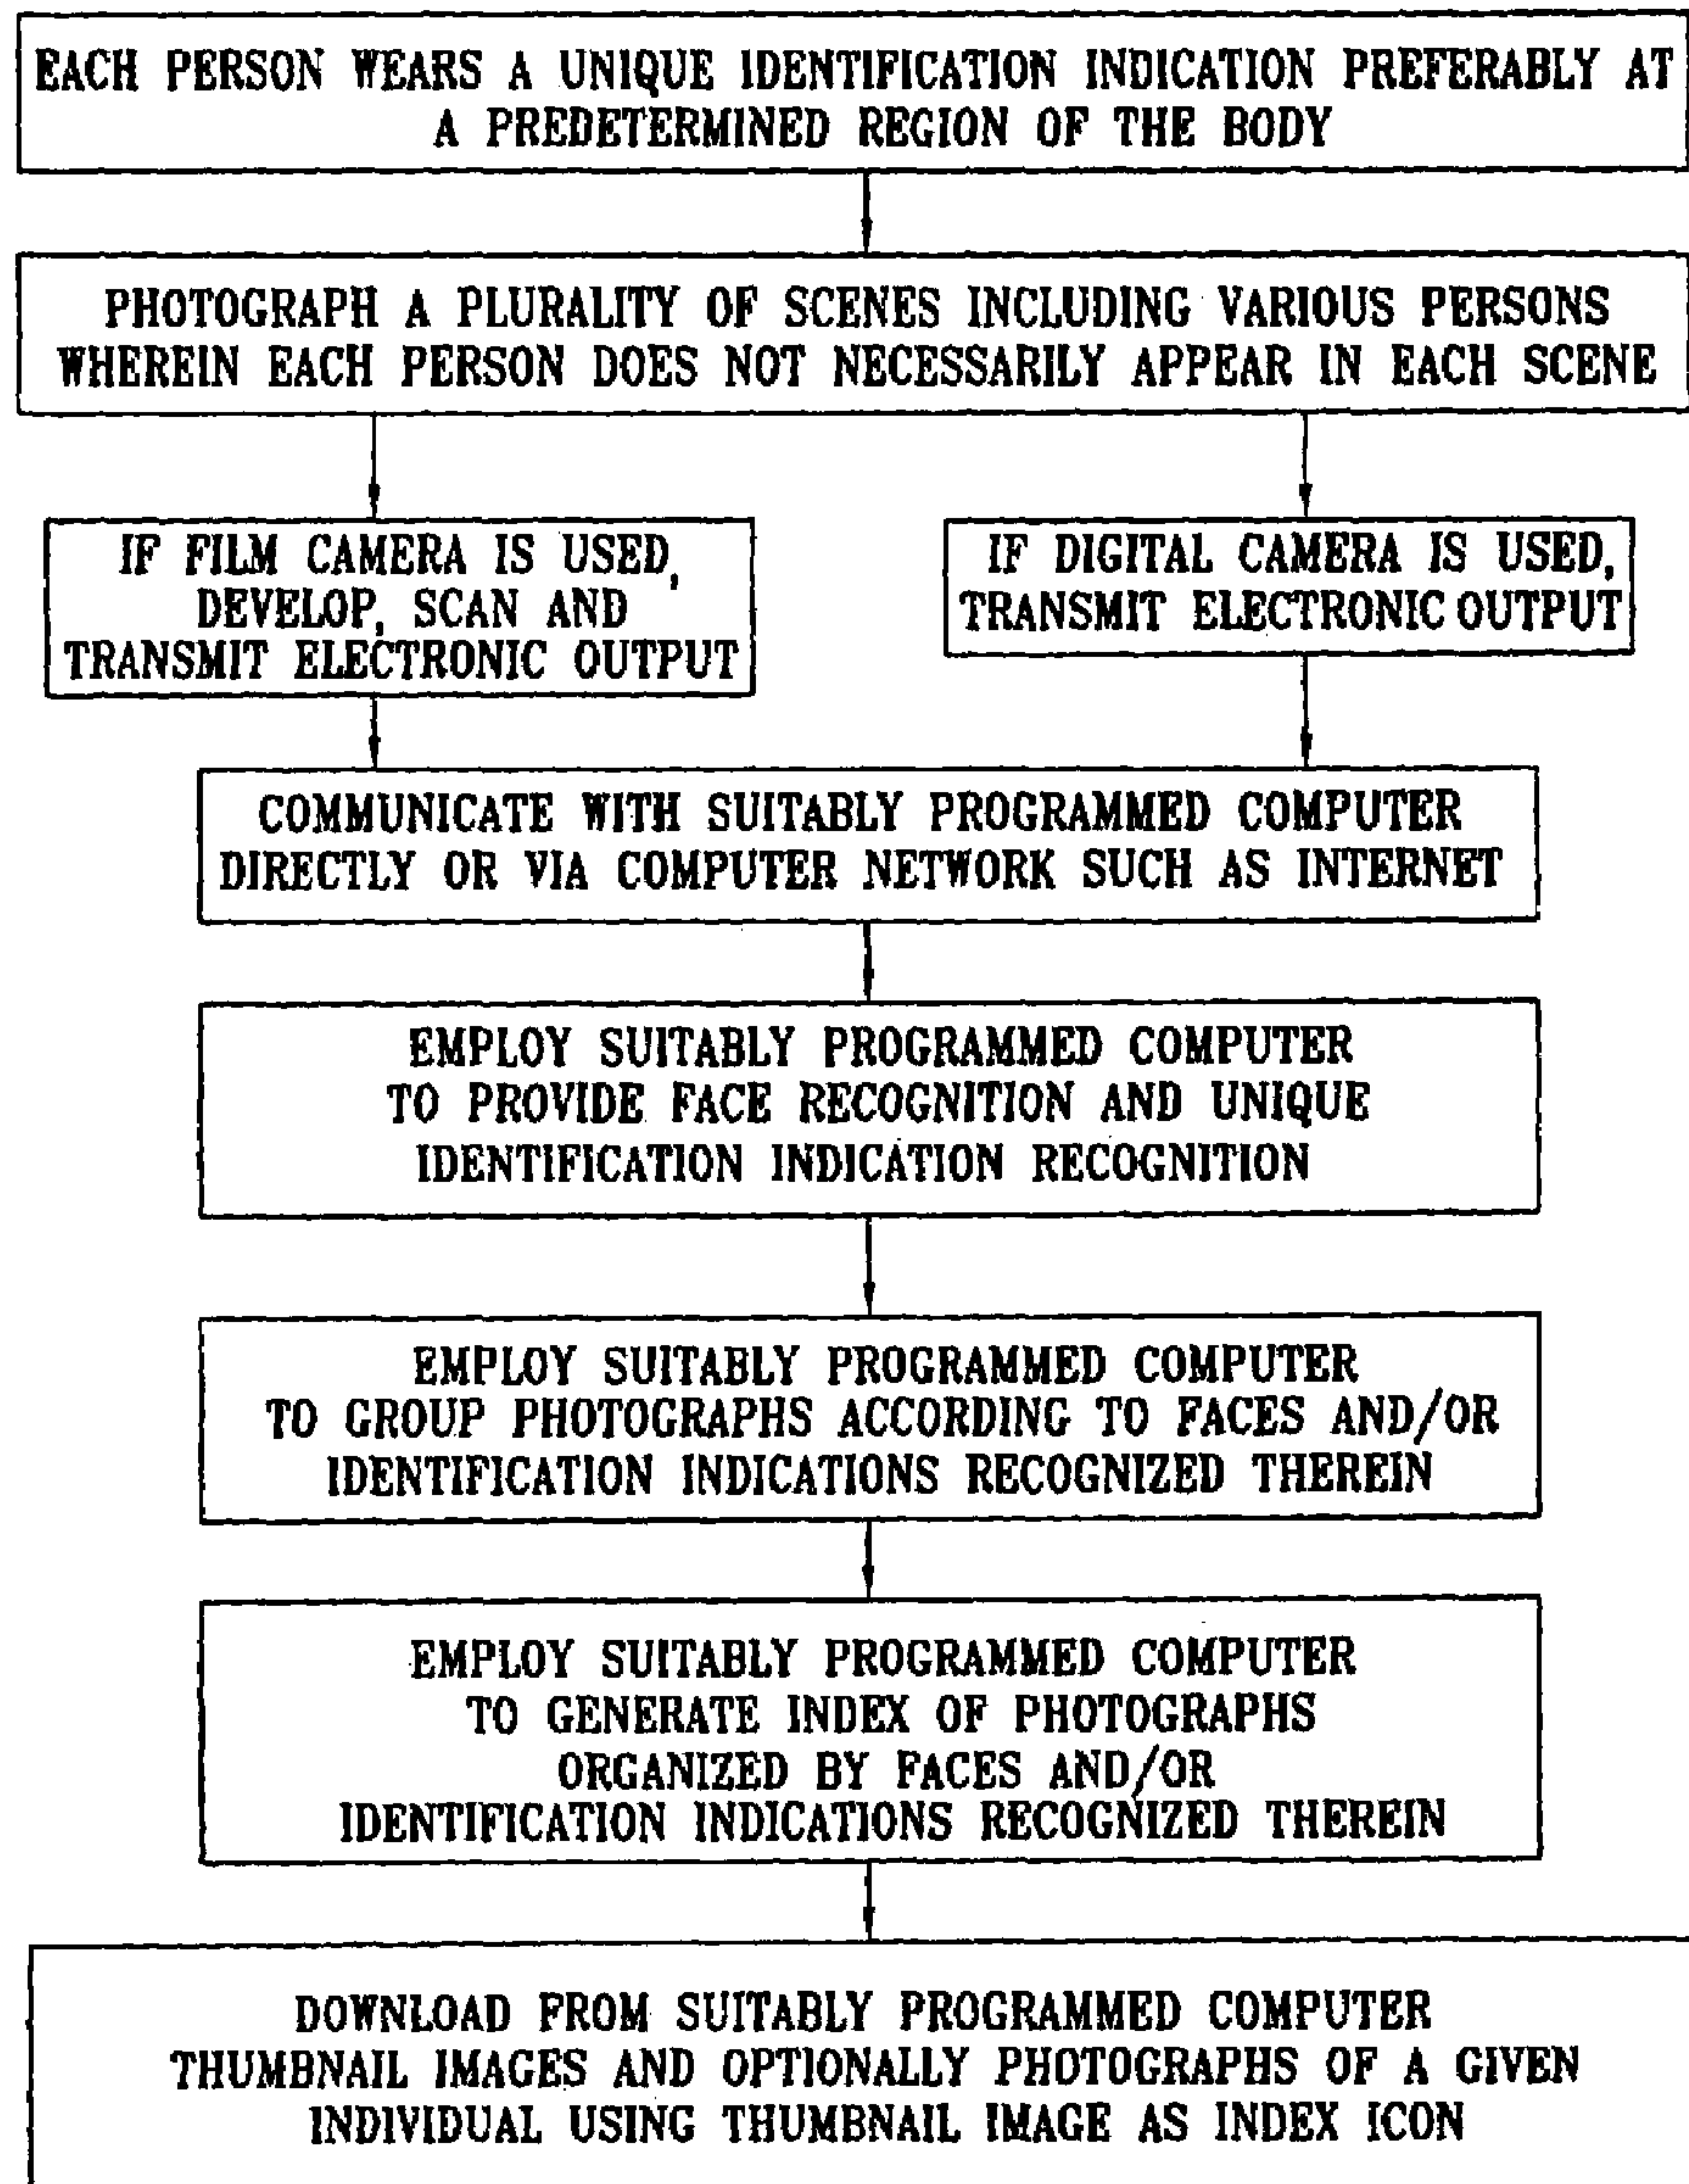 EACH PERSON WEARS A UNIQUE IDENTIFICATION INDICATION PREFERABLY AT
A PREDETERMINED REGION OF THE BODY
PHOTOGRAPH A PLURALITY OF SCENES INCLUDING VARIOUS PERSONS
WHEREIN EACH PERSON DOES NOT NECESSARILY APPEAR IN EACH SCENE
IF FILM CAMERA IS USED,
DEVELOP, SCAN AND
TRANSMIT ELECTRONIC OUTPUT
IF DIGITAL CAMERA IS USED,
TRANSMIT ELECTRONIC OUTPUT
COMMUNICATE WITH SUITABLY PROGRAMMED COMPUTER
DIRECTLY OR VIA COMPUTER NETWORK SUCH AS INTERNET
EMPLOY SUITABLY PROGRAMMED COMPUTER
TO PROVIDE FACE RECOGNITION AND UNIQUE
IDENTIFICATION INDICATION RECOGNITION
EMPLOY SUITABLY PROGRAMMED COMPUTER
TO GROUP PHOTOGRAPHS ACCORDING TO FACES AND/OR
IDENTIFICATION INDICATIONS RECOGNIZED THEREIN
EMPLOY SUITABLY PROGRAMMED COMPUTER
TO GENERATE INDEX OF PHOTOGRAPHS
ORGANIZED BY FACES AND/OR
IDENTIFICATION INDICATIONS RECOGNIZED THEREIN
DOWNLOAD FROM SUITABLY PROGRAMMED COMPUTER
THUMBNAIL IMAGES AND OPTIONALLY PHOTOGRAPHS OF A GIVEN
INDIVIDUAL USING THUMBNAIL IMAGE AS INDEX ICON